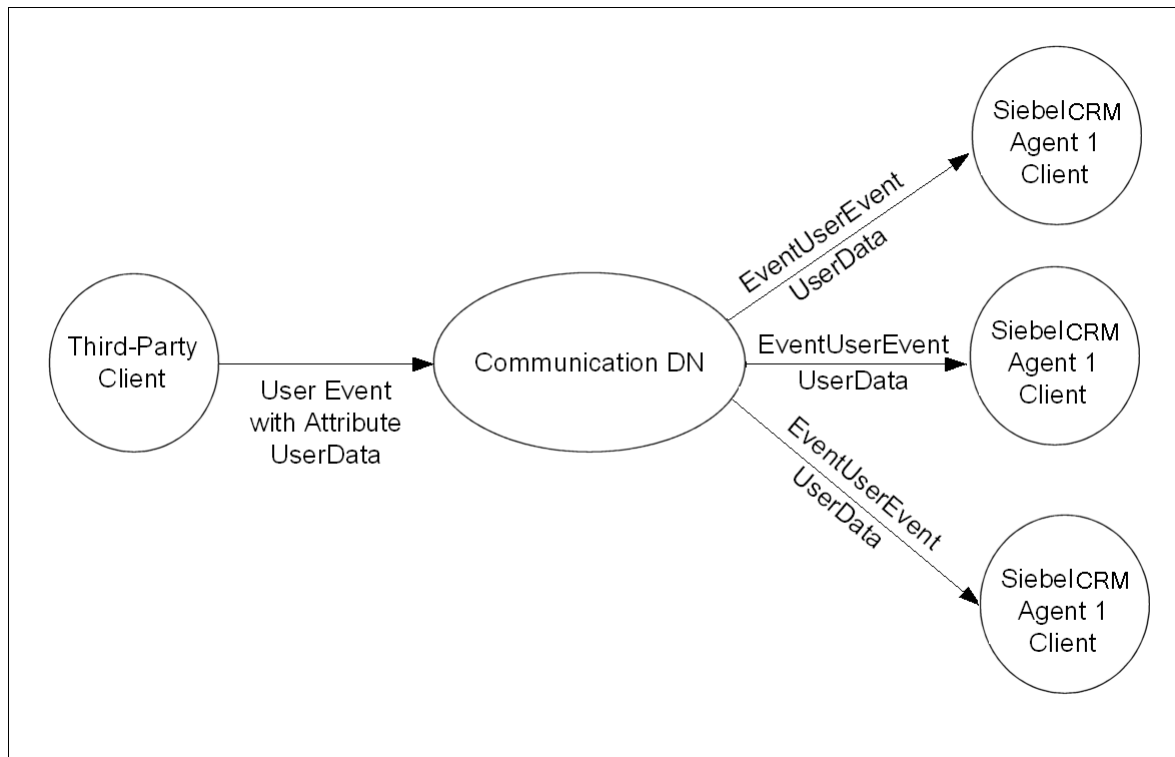 Third-Party
Client
User Event
with Attribute
UserData
Communication DN
EventUserEvent
UserData
SiebelCRM
Agent 1
Client
EventUserEvent
UserData
SiebelCRM
Agent 1
Client
EventUserEvent
UserData
SiebelCRM
Agent 1
Client